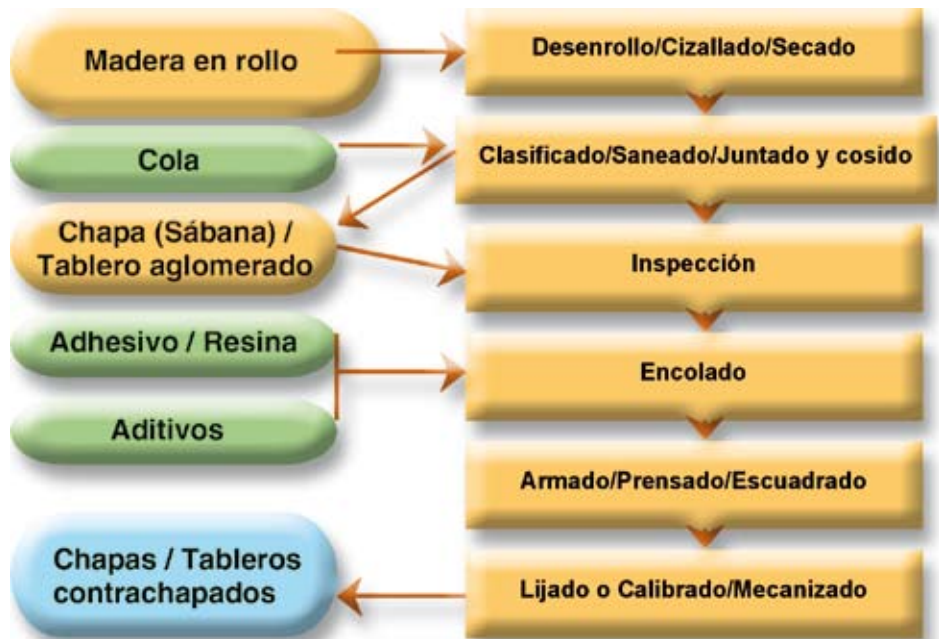 Madera en rollo
Desenrollo/Cizallado/Secado
Cola
Clasificado/Saneado/Juntado y cosido
Chapa (Sábana) /
Tablero aglomerado
Inspección
Adhesivo / Resina
Encolado
Aditivos
Armado/Prensado/Escuadrado
Chapas / Tableros
contrachapados
Lijado o Calibrado/Mecanizado